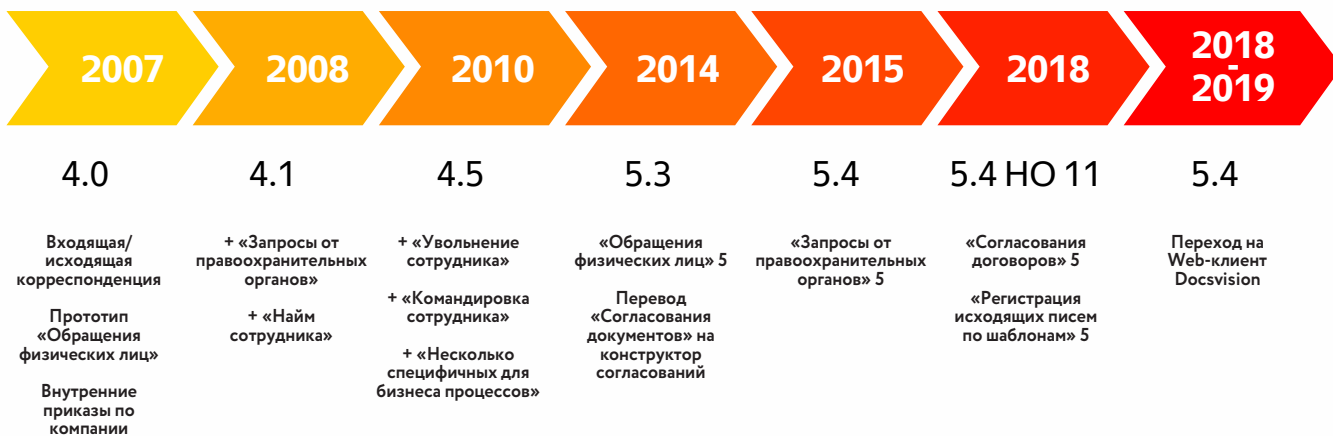 2007
2008
2010
2014
2015
2018
2018
-
2019
4.0
4.1
4.5
5.3
5.4
5.4 НО 11
5.4
Входящая/
исходящая
корреспонденция
Прототип
«Обращения
физических лиц»
Внутренние
приказы по
компании
+ «Запросы от
правоохранительных
органов»
+ «Найм
сотрудника»
+ «Увольнение
сотрудника»
+ «Командировка
сотрудника»
+ «Несколько
специфичных для
бизнеса процессов»
«Обращения
физических лиц» 5
Перевод
«Согласования
документов» на
конструктор
согласований
«Запросы от
правоохранительных
органов» 5
«Согласования
договоров» 5
«Регистрация
исходящих писем
по шаблонам» 5
Переход на
Web-клиент
Docsvision